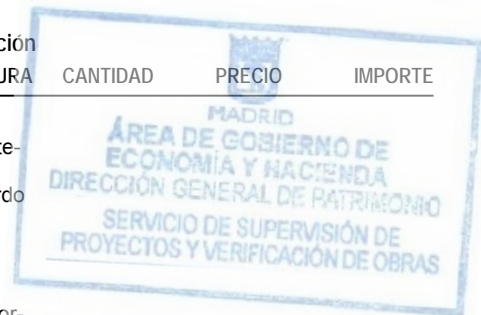 ción
URA CANTIDAD PRECIO IMPORTE
MADRID
te-
ÁREA DE GOBIERNO DE
ECONOMÍA Y HACIENDA
rdo
DIRECCIÓN GENERAL DE PATRIMONIO
SERVICIO DE SUPERVISIÓN DE
PROYECTOS Y VERIFICACIÓN DE OBRAS
er-